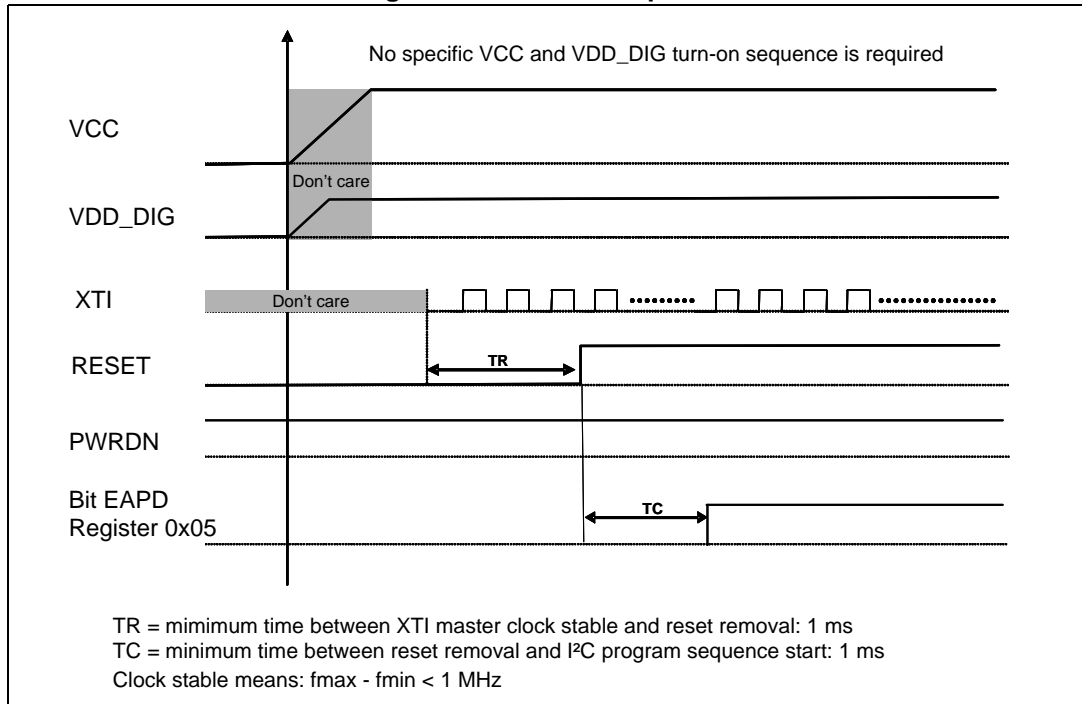 No specific VCC and VDD_DIG turn-on sequence is required
VCC
Don't care
VDD_DIG
XTI
Don't care
RESET
TR
PWRDN
Bit EAPD
Register 0x05
TC
TR = mimimum time between XTI master clock stable and reset removal: 1 ms
TC = minimum time between reset removal and I²C program sequence start: 1 ms
Clock stable means: fmax - fmin < 1 MHz